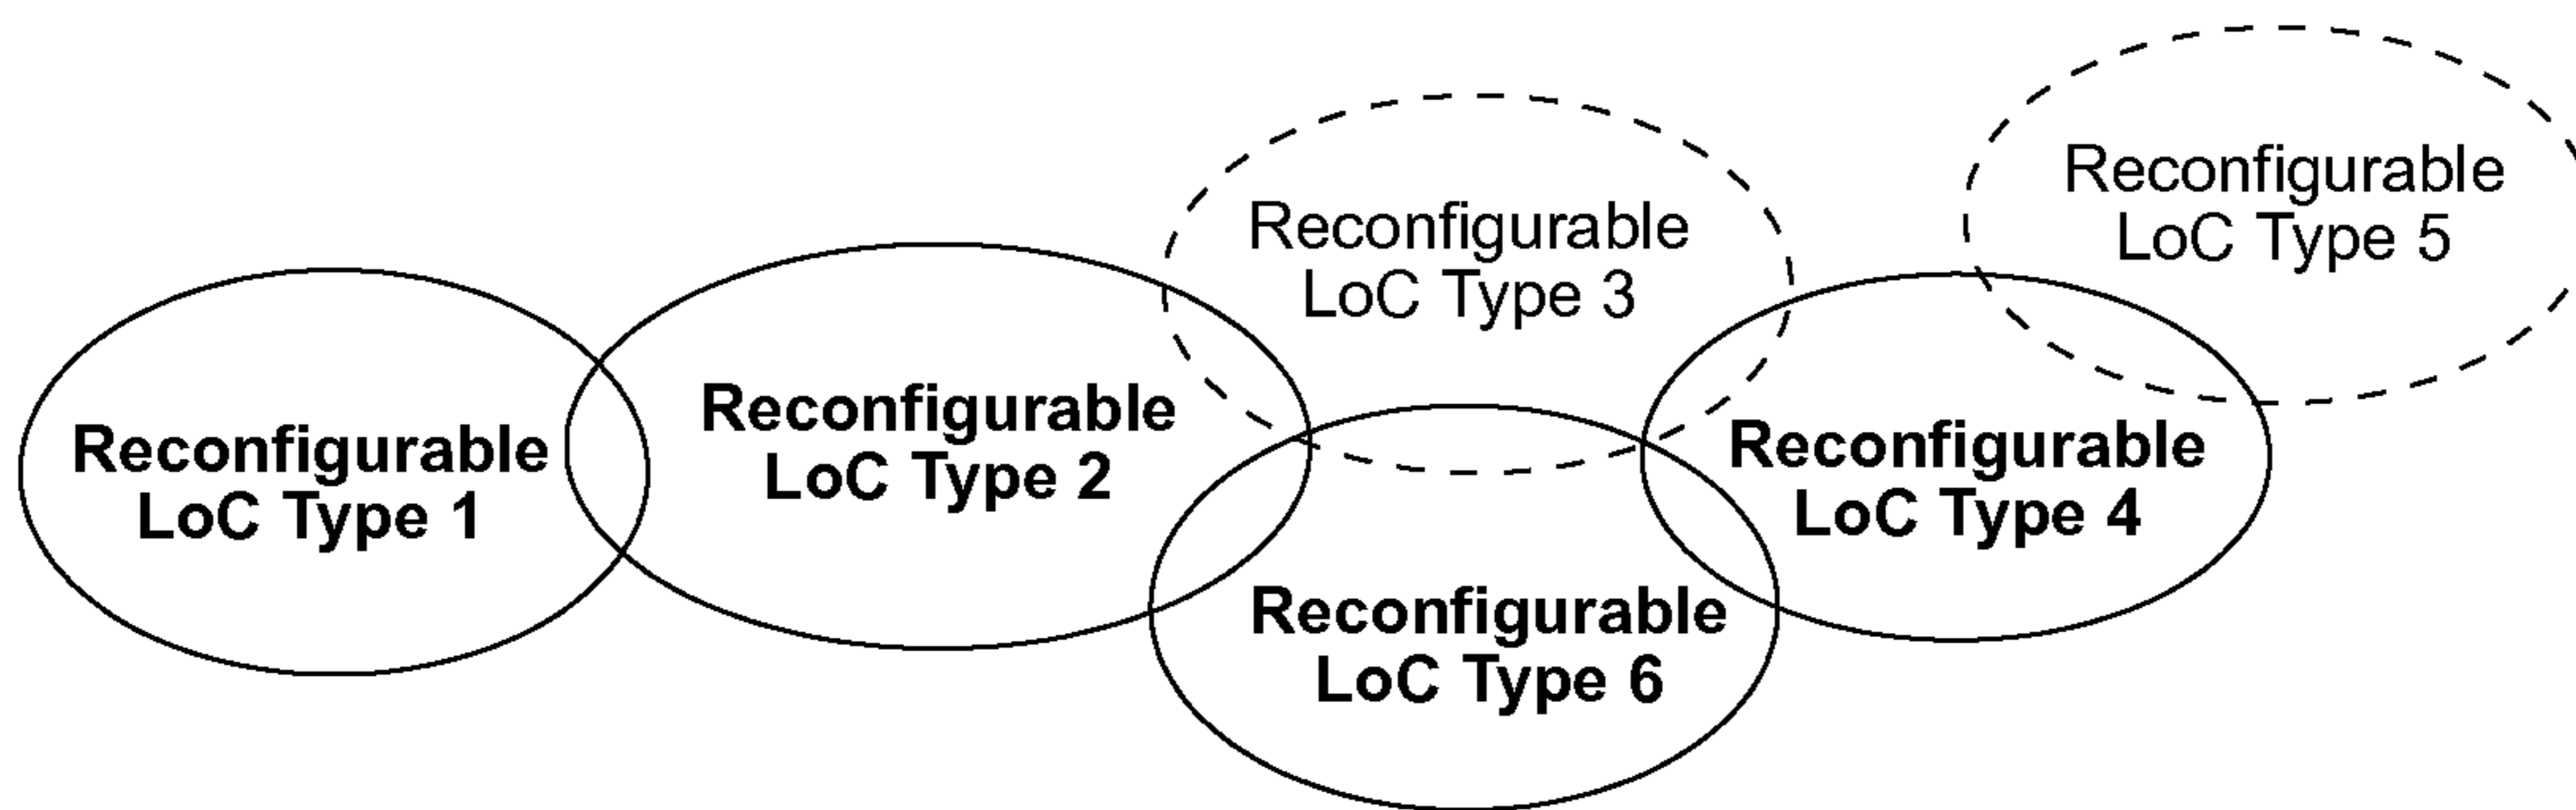 Reconfigurable
LoC Type 1
Reconfigurable
LoC Type 2
Reconfigurable
LoC Type 3
Reconfigurable
LoC Type 4
Reconfigurable
LoC Type 5
Reconfigurable
LoC Type 6